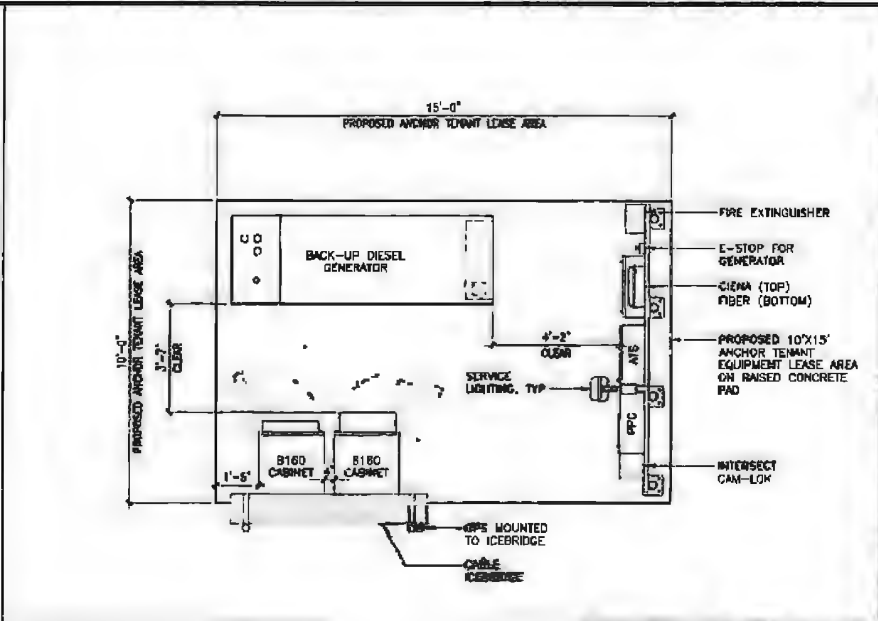 15'-0"
PROPOSED ANCHOR TENANT LEASE AREA
10'-0"
PROPOSED ANCHOR TENANT LEASE AREA
3'-2"
CLEAR
BACK-UP DIESEL
GENERATOR
4'-2"
CLEAR
SERVICE
LIGHTING, TYP
ATS
PPC
B160
CABINET
B160
CABINET
1'-6"
FIRE EXTINGUISHER
E-STOP FOR
GENERATOR
CIENA (TOP)
FIBER (BOTTOM)
PROPOSED 10'X15'
ANCHOR TENANT
EQUIPMENT LEASE AREA
ON RAISED CONCRETE
PAD
INTERSECT
CAM-LOK
GPS MOUNTED
TO ICEBRIDGE
CABLE
ICEBRIDGE